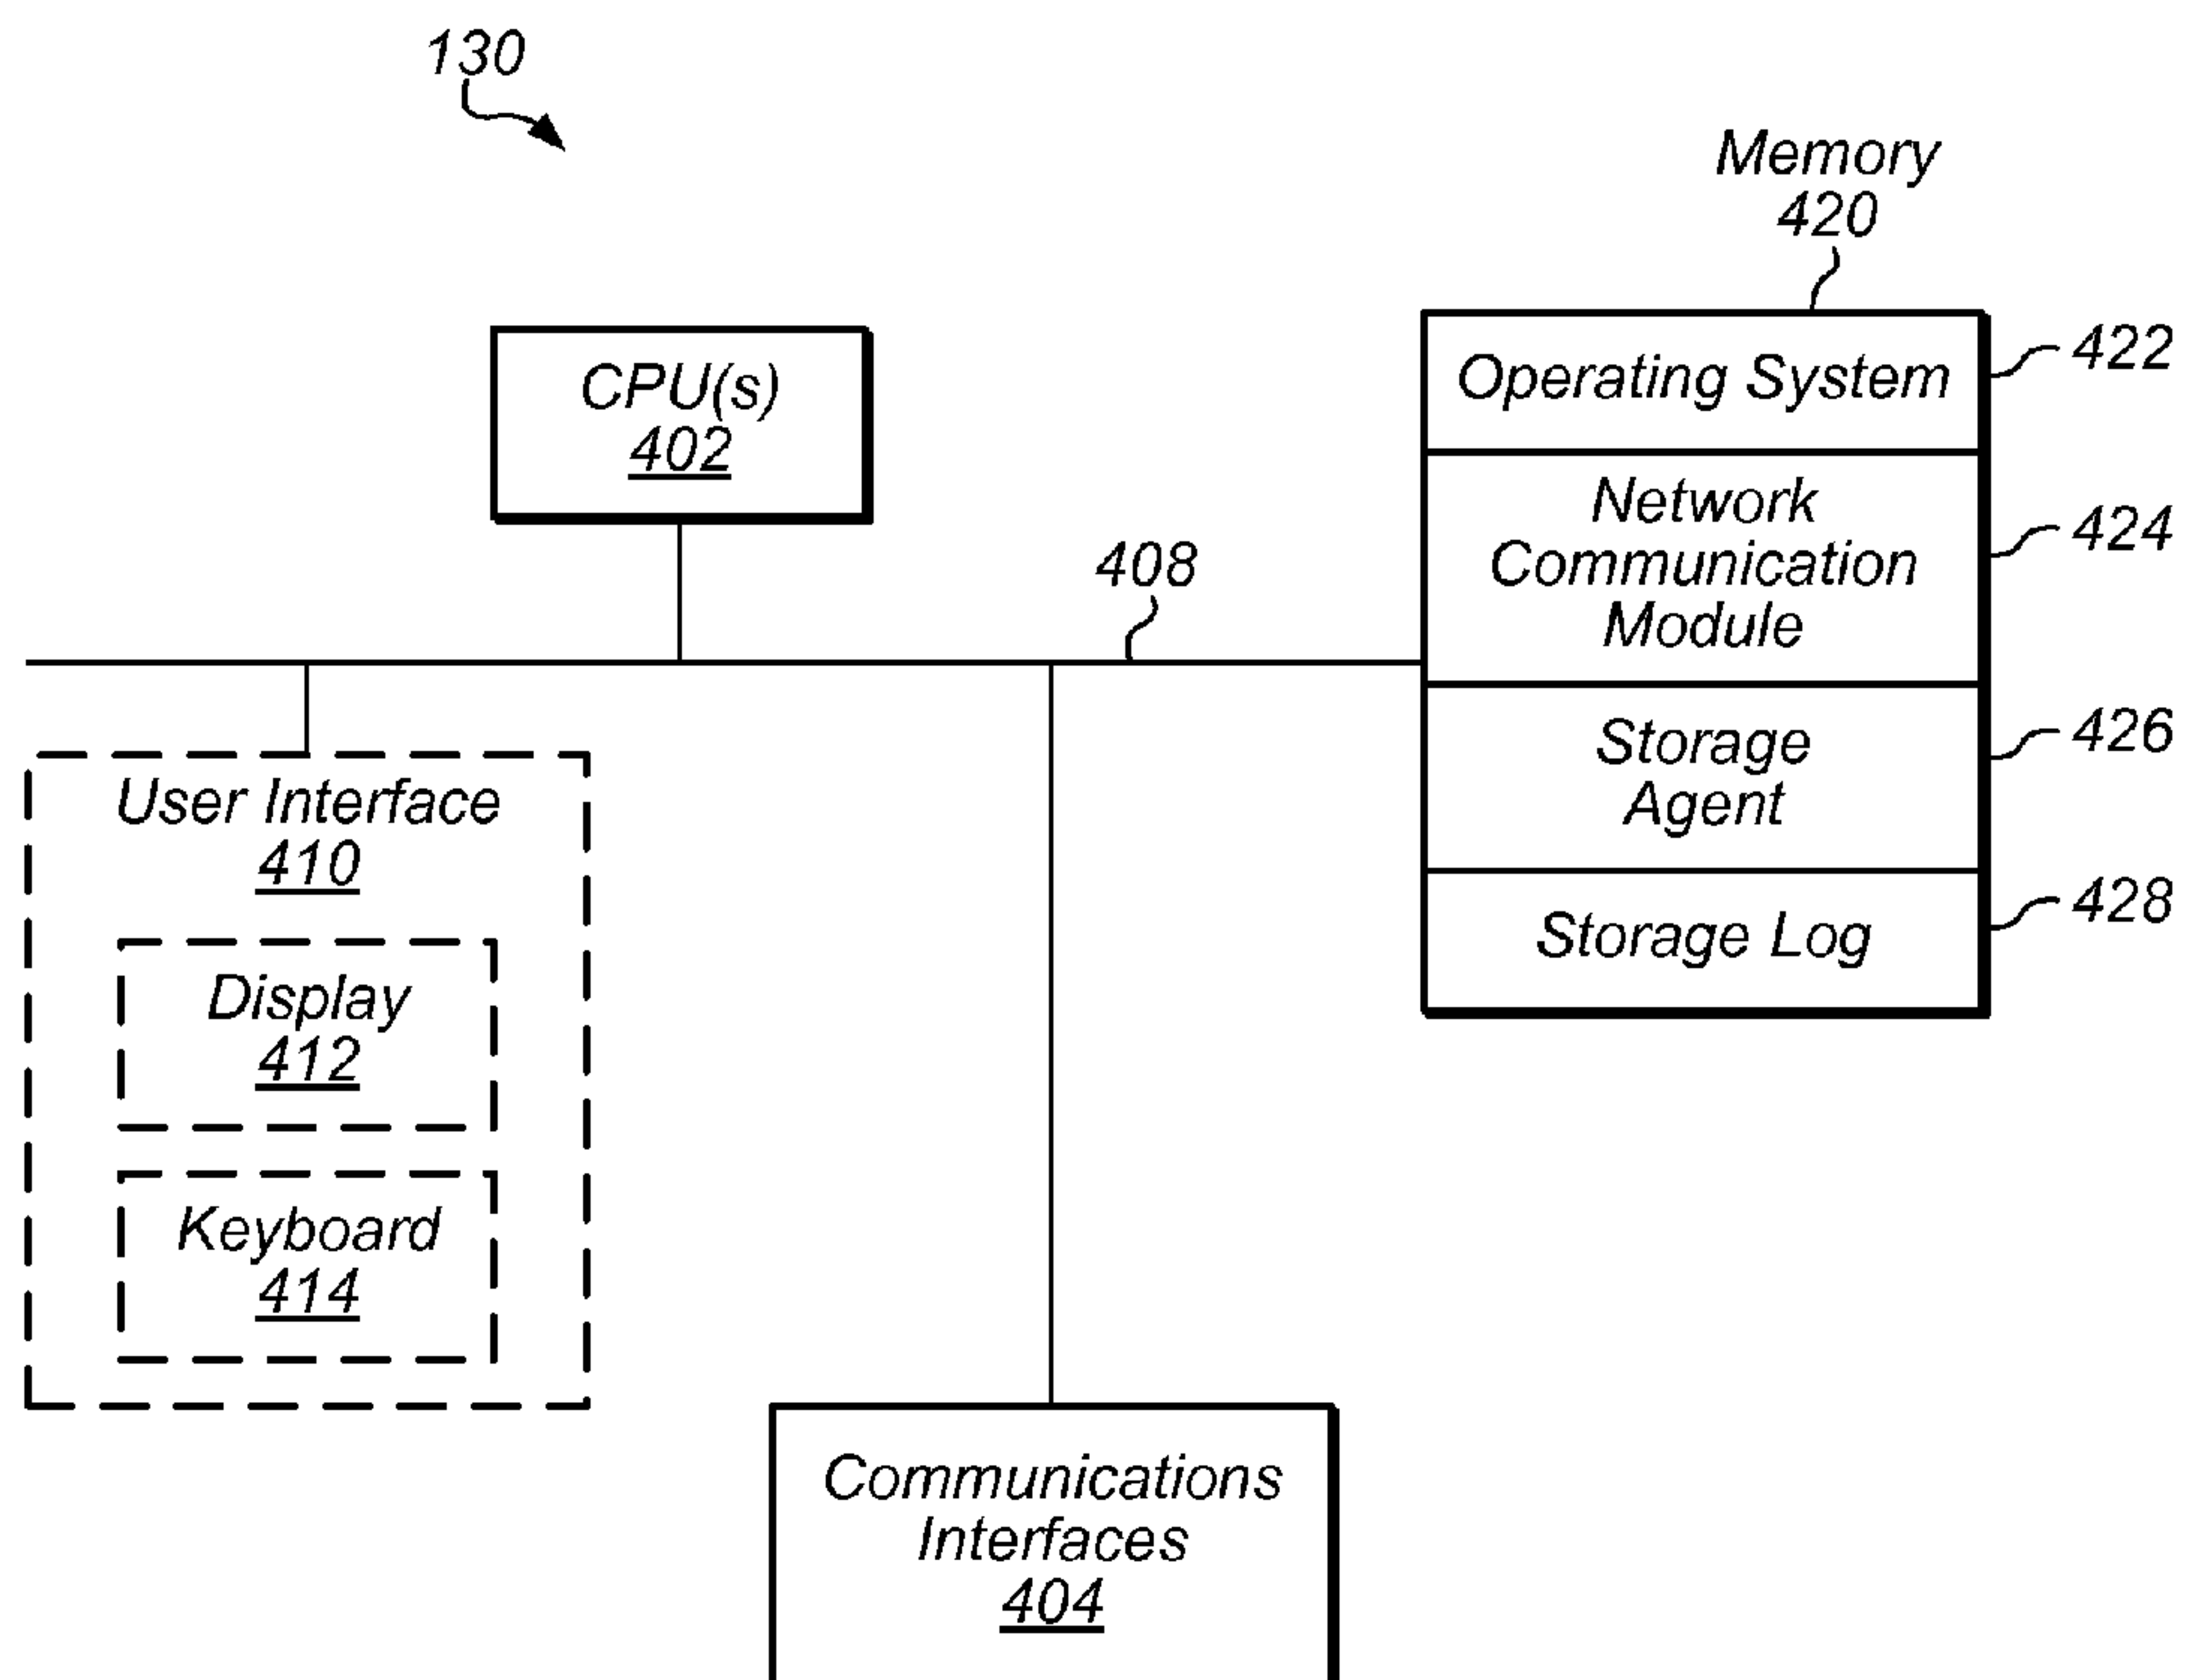 130
Memory
420
CPU(s)
402
Operating System
422
Network
Communication
Module
424
408
Storage
Agent
426
Storage Log
428
User Interface
410
Display
412
Keyboard
414
Communications
Interfaces
404